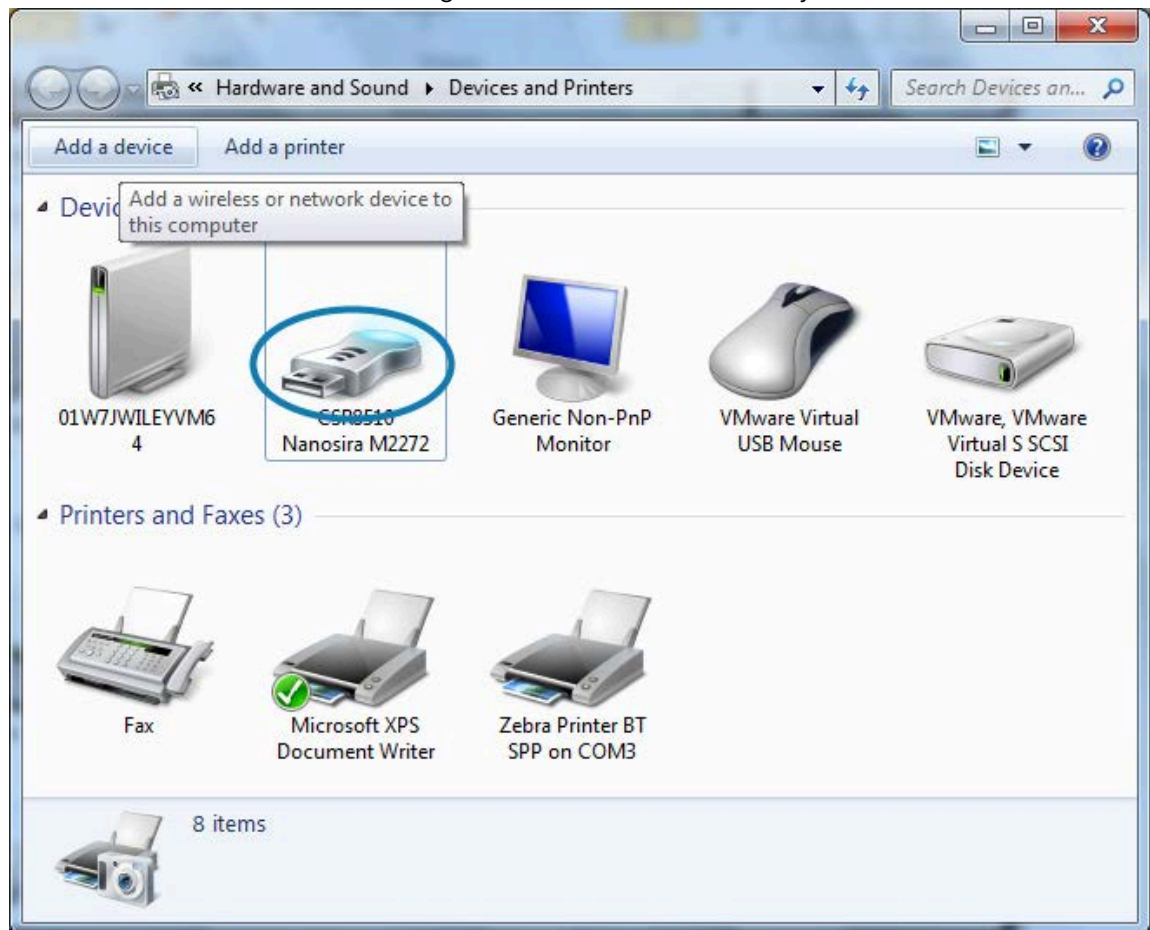 « Hardware and Sound ▸ Devices and Printers
Search Devices an...
Add a device Add a printer
Add a wireless or network device to
this computer
Devic
01W7JWILEYVM6
4
CSR8510
Nanosira M2272
Generic Non-PnP
Monitor
VMware Virtual
USB Mouse
VMware, VMware
Virtual S SCSI
Disk Device
Printers and Faxes (3)
Fax
Microsoft XPS
Document Writer
Zebra Printer BT
SPP on COM3
8 items